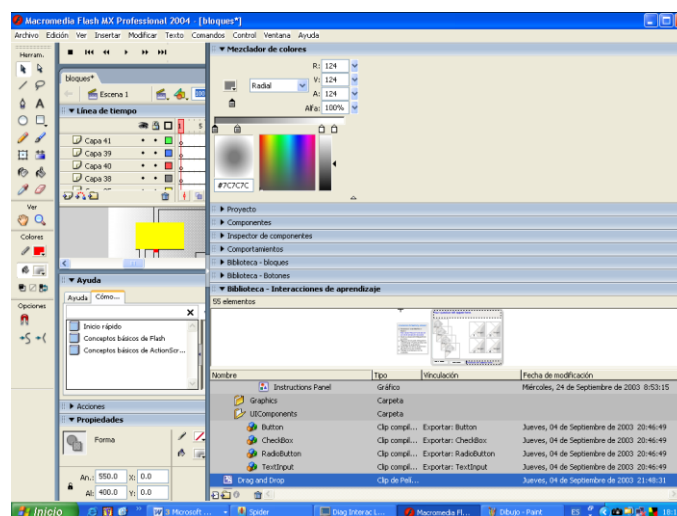 Macromedia Flash MX Professional 2004 - [bloques*]
Archivo Edición Ver Insertar Modificar Texto Comandos Control Ventana Ayuda
Herram.
bloques*
Escena 1
Línea de tiempo
5
Capa 41
Capa 39
Capa 40
Capa 38
Ver
Colores
Opciones
Mezclador de colores
R: 124
Radial
V: 124
A: 124
Alfa: 100%
#7C7C7C
Proyecto
Componentes
Inspector de componentes
Comportamientos
Biblioteca - bloques
Biblioteca - Botones
Biblioteca - Interacciones de aprendizaje
55 elementos
Ayuda
Ayuda Cómo...
Inicio rápido
Conceptos básicos de Flash
Conceptos básicos de ActionScr...
Acciones
Propiedades
Forma
An.: 550.0 X: 0.0
Al: 400.0 Y: 0.0
Nombre Tipo Vinculación Fecha de modificación
Instructions Panel Gráfico Miércoles, 24 de Septiembre de 2003 8:53:15
Graphics Carpeta
UIComponents Carpeta
Button Clip compil... Exportar: Button Jueves, 04 de Septiembre de 2003 20:46:49
CheckBox Clip compil... Exportar: CheckBox Jueves, 04 de Septiembre de 2003 20:46:49
RadioButton Clip compil... Exportar: RadioButton Jueves, 04 de Septiembre de 2003 20:46:49
TextInput Clip compil... Exportar: TextInput Jueves, 04 de Septiembre de 2003 20:46:49
Drag and Drop Clip de Pelí... Jueves, 04 de Septiembre de 2003 21:48:31
Inicio 3 Microsoft ... Spider Diag Interac L... Macromedia Fl... Dibujo - Paint ES